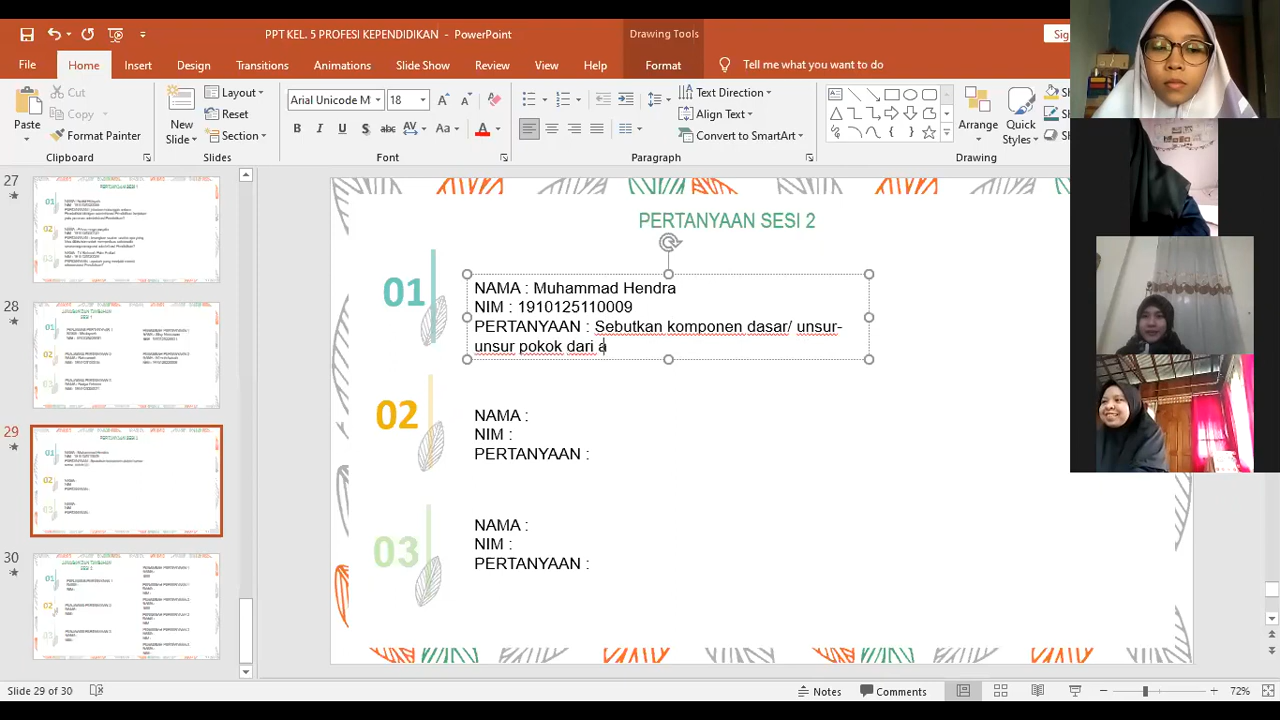 PPT KEL. 5 PROFESI KEPENDIDIKAN - PowerPoint
Drawing Tools
File
Home
Insert
Design
Transitions
Animations
Slide Show
Review
View
Help
Format
Tell me what you want to do
Paste
Cut
Copy
Format Painter
Clipboard
New
Slide
Layout
Reset
Section
Slides
Arial Unicode M
18
Font
Text Direction
Align Text
Convert to SmartArt
Paragraph
Arrange
Quick
Styles
Drawing
27
28
29
30
PERTANYAAN SESI 2
01
NAMA : Muhammad Hendra
PERTANYAAN : Sebutkan komponen dasar/ unsur-
unsur pokok dari a
02
NAMA :
NIM :
PERTANYAAN :
03
NAMA :
NIM :
PERTANYAAN
Slide 29 of 30
Notes
Comments
72%